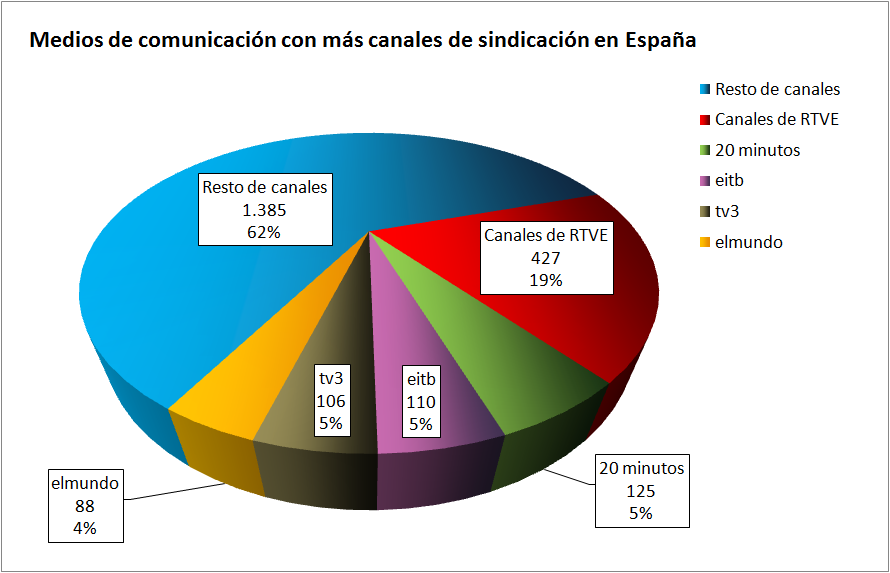 Medios de comunicación con más canales de sindicación en España
Resto de canales
Canales de RTVE
20 minutos
eitb
tv3
elmundo
Resto de canales
1.385
62%
Canales de RTVE
427
19%
tv3
106
5%
eitb
110
5%
elmundo
88
4%
20 minutos
125
5%